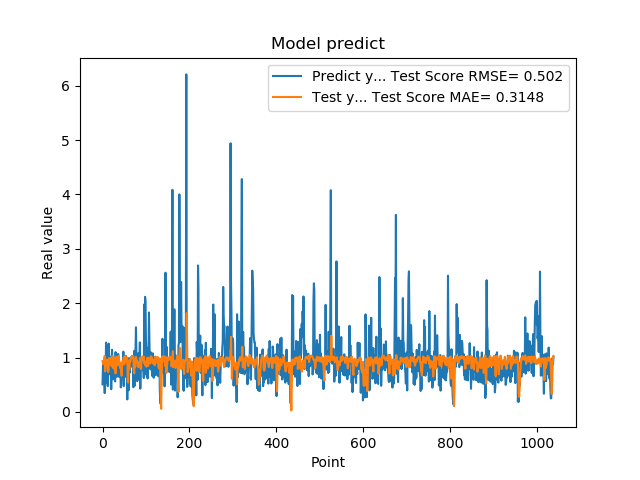 Model predict
Predict y... Test Score RMSE= 0.502
Test y... Test Score MAE= 0.3148
6
5
4
3
2
1
0
Real value
0 200 400 600 800 1000
Point